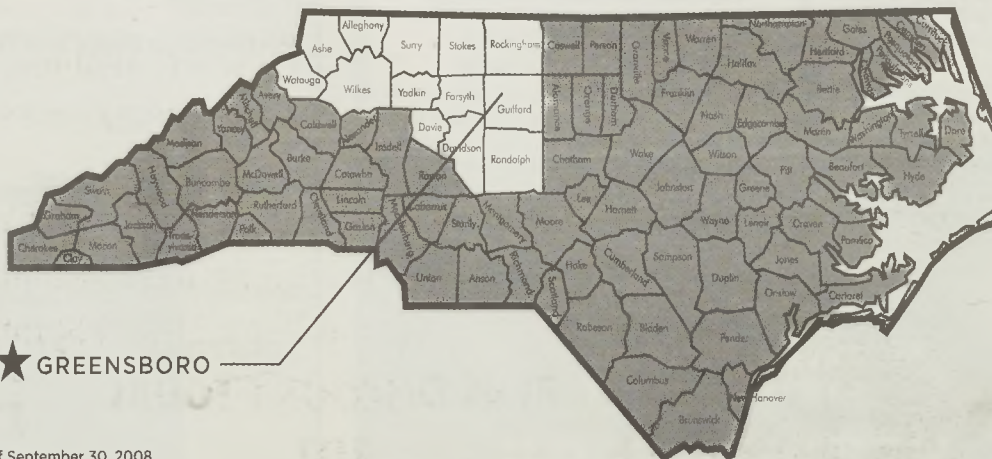 Alleghany
Ashe
Surry
Stokes
Rockingham
Caswell
Person
Granville
Vance
Warren
Northampton
Gates
Hertford
Halifax
Watauga
Wilkes
Yadkin
Forsyth
Guilford
Alamance
Orange
Durham
Franklin
Bertie
Avery
Caldwell
Alexander
Davie
Davidson
Iredell
Nash
Edgecombe
Martin
Washington
Tyrrell
Dare
Madison
Yancey
Burke
Catawba
Rowan
Randolph
Chatham
Wake
Wilson
Pitt
Beaufort
Hyde
Swain
Haywood
Buncombe
McDowell
Rutherford
Lincoln
Cabarrus
Stanly
Montgomery
Moore
Lee
Harnett
Johnston
Greene
Wayne
Lenoir
Craven
Pamlico
Graham
Jackson
Henderson
Polk
Cleveland
Gaston
Mecklenburg
Cherokee
Macon
Clay
Union
Anson
Richmond
Scotland
Hoke
Cumberland
Sampson
Duplin
Jones
Onslow
Carteret
Robeson
Bladen
Pender
GREENSBORO
Columbus
New Hanover
Brunswick
September 30, 2008